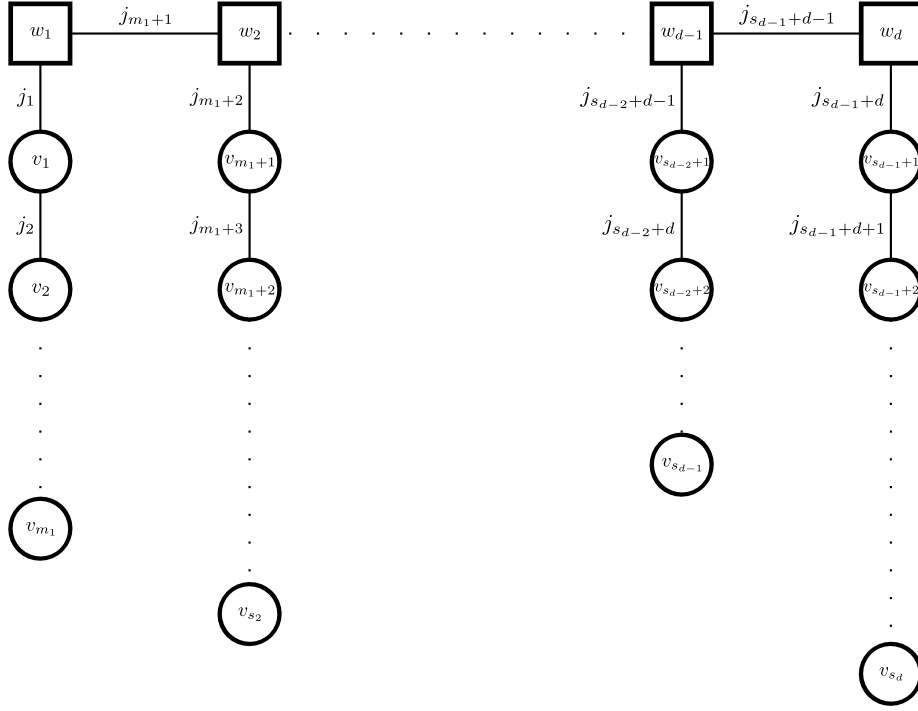 j_{m_1+1} j_{s_{d-1}+d-1}
w_1 w_2 w_{d-1} w_d
j_1 j_{m_1+2} j_{s_{d-2}+d-1} j_{s_{d-1}+d}
v_1 v_{m_1+1} v_{s_{d-2}+1} v_{s_{d-1}+1}
j_2 j_{m_1+3} j_{s_{d-2}+d} j_{s_{d-1}+d+1}
v_2 v_{m_1+2} v_{s_{d-2}+2} v_{s_{d-1}+2}
v_{s_{d-1}}
v_{m_1}
v_{s_2}
v_{s_d}